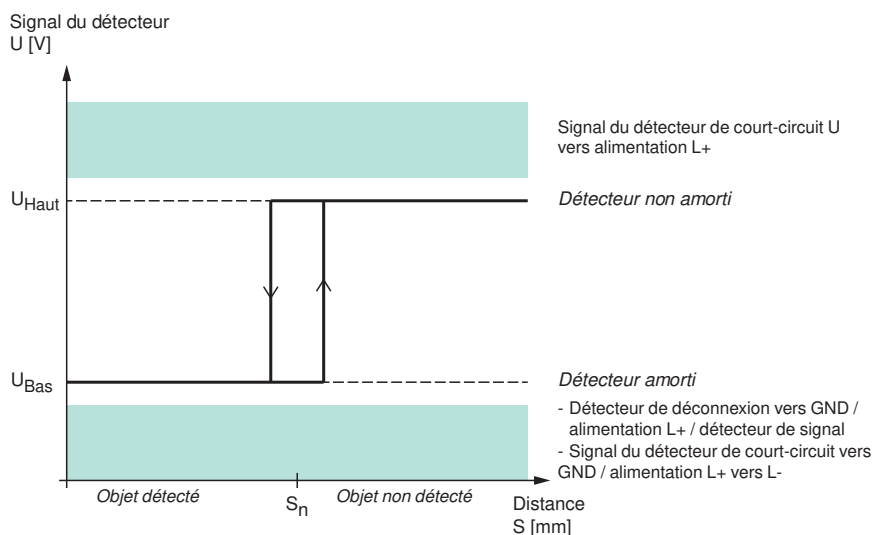 Signal du détecteur
U [V]
Signal du détecteur de court-circuit U
vers alimentation L+
UHaut
Détecteur non amorti
UBas
Détecteur amorti
- Détecteur de déconnexion vers GND /
alimentation L+ / détecteur de signal
- Signal du détecteur de court-circuit vers
GND / alimentation L+ vers L-
Objet détecté
Sn
Objet non détecté
Distance
S [mm]